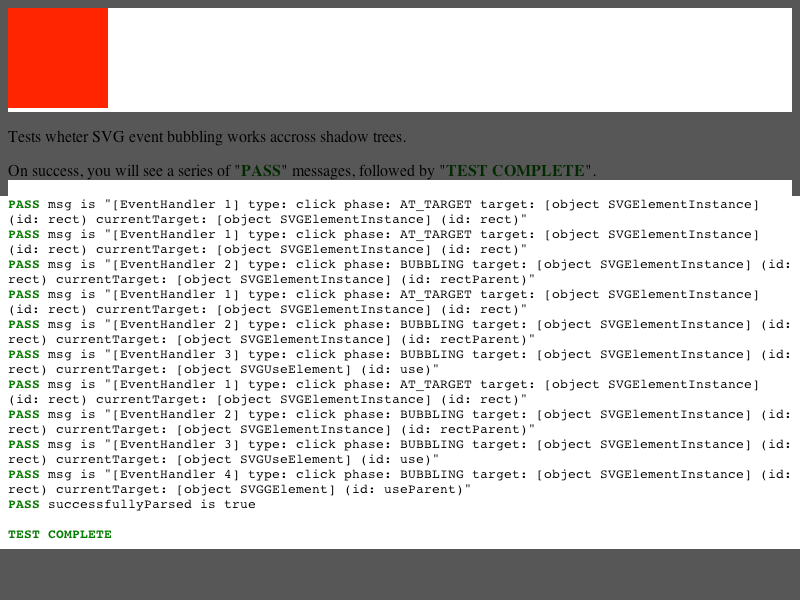 Tests wheter SVG event bubbling works accross shadow trees.
On success, you will see a series of "PASS" messages, followed by "TEST COMPLETE".
PASS msg is "[EventHandler 1] type: click phase: AT_TARGET target: [object SVGElementInstance]
(id: rect) currentTarget: [object SVGElementInstance] (id: rect)"
PASS msg is "[EventHandler 1] type: click phase: AT_TARGET target: [object SVGElementInstance]
(id: rect) currentTarget: [object SVGElementInstance] (id: rect)"
PASS msg is "[EventHandler 2] type: click phase: BUBBLING target: [object SVGElementInstance] (id:
rect) currentTarget: [object SVGElementInstance] (id: rectParent)"
PASS msg is "[EventHandler 1] type: click phase: AT_TARGET target: [object SVGElementInstance]
(id: rect) currentTarget: [object SVGElementInstance] (id: rect)"
PASS msg is "[EventHandler 2] type: click phase: BUBBLING target: [object SVGElementInstance] (id:
rect) currentTarget: [object SVGElementInstance] (id: rectParent)"
PASS msg is "[EventHandler 3] type: click phase: BUBBLING target: [object SVGElementInstance] (id:
rect) currentTarget: [object SVGUseElement] (id: use)"
PASS msg is "[EventHandler 1] type: click phase: AT_TARGET target: [object SVGElementInstance]
(id: rect) currentTarget: [object SVGElementInstance] (id: rect)"
PASS msg is "[EventHandler 2] type: click phase: BUBBLING target: [object SVGElementInstance] (id:
rect) currentTarget: [object SVGElementInstance] (id: rectParent)"
PASS msg is "[EventHandler 3] type: click phase: BUBBLING target: [object SVGElementInstance] (id:
rect) currentTarget: [object SVGUseElement] (id: use)"
PASS msg is "[EventHandler 4] type: click phase: BUBBLING target: [object SVGElementInstance] (id:
rect) currentTarget: [object SVGGElement] (id: useParent)"
PASS successfullyParsed is true
TEST COMPLETE